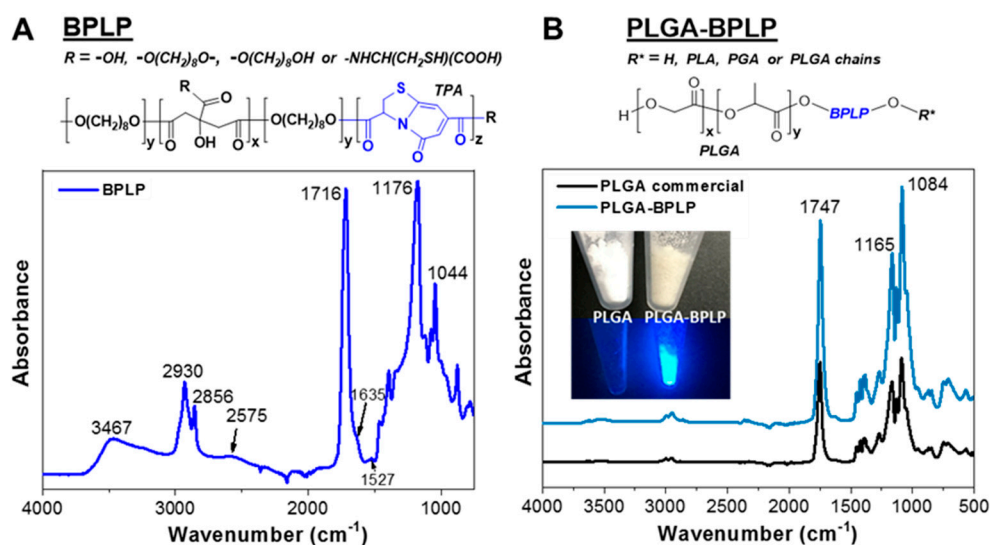 A BPLP
R = -OH, -O(CH2)8O-, -O(CH2)8OH or -NHCH(CH2SH)(COOH)
R
S
TPA
O
O(CH2)8O
y
O
OH
O
x
O(CH2)8O
y
O
N
O
O
z
R
BPLP
3467
2930
2856
2575
1716
1635
1527
1176
1044
Absorbance
4000
3000
2000
1000
Wavenumber (cm-1)
B PLGA-BPLP
R* = H, PLA, PGA or PLGA chains
H
O
O
x
O
O
y
O
BPLP
O
R*
PLGA
PLGA commercial
PLGA-BPLP
PLGA PLGA-BPLP
1747
1165
1084
Absorbance
4000 3500 3000 2500 2000 1500 1000 500
Wavenumber (cm-1)